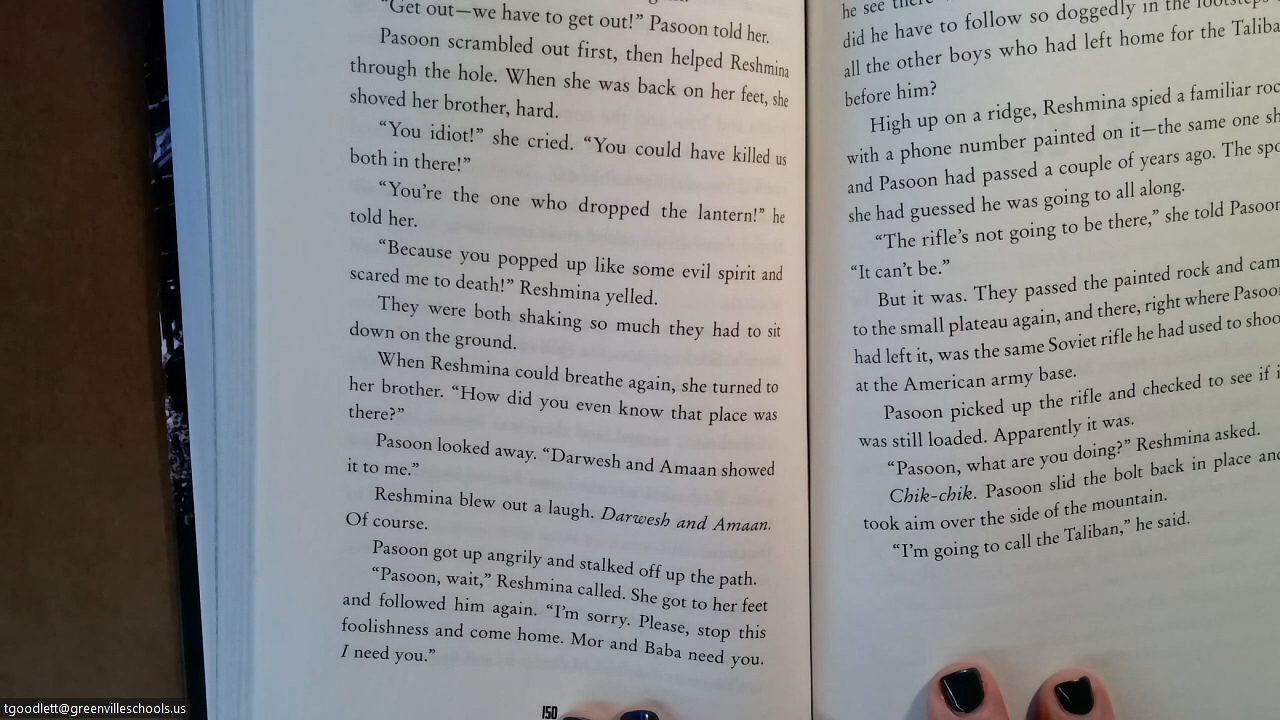 "Get out—we have to get out!" Pasoon told her.
Pasoon scrambled out first, then helped Reshmina
through the hole. When she was back on her feet, she
shoved her brother, hard.
"You idiot!" she cried. "You could have killed us
both in there!"
"You're the one who dropped the lantern!" he
told her.
"Because you popped up like some evil spirit and
scared me to death!" Reshmina yelled.
They were both shaking so much they had to sit
down on the ground.
When Reshmina could breathe again, she turned to
her brother. "How did you even know that place was
there?"
Pasoon looked away. "Darwesh and Amaan showed
it to me."
Reshmina blew out a laugh. Darwesh and Amaan.
Of course.
Pasoon got up angrily and stalked off up the path.
"Pasoon, wait," Reshmina called. She got to her feet
and followed him again. "I'm sorry. Please, stop this
foolishness and come home. Mor and Baba need you.
I need you."
150
he see there
did he have to follow so doggedly in the footsteps
all the other boys who had left home for the
before him?
High up on a ridge, Reshmina spied a familiar
with a phone number painted on it—the same one
and Pasoon had passed a couple of years ago. The
she had guessed he was going to all along.
"The rifle's not going to be there," she told Pasoon
"It can't be."
But it was. They passed the painted rock and
to the small plateau again, and there, right where
had left it, was the same Soviet rifle he had used to
at the American army base.
Pasoon picked up the rifle and checked to see if
was still loaded. Apparently it was.
"Pasoon, what are you doing?" Reshmina asked.
Chik-chik. Pasoon slid the bolt back in place and
took aim over the side of the mountain.
"I'm going to call the Taliban," he said.
tgoodlett@greenvilleschools.us